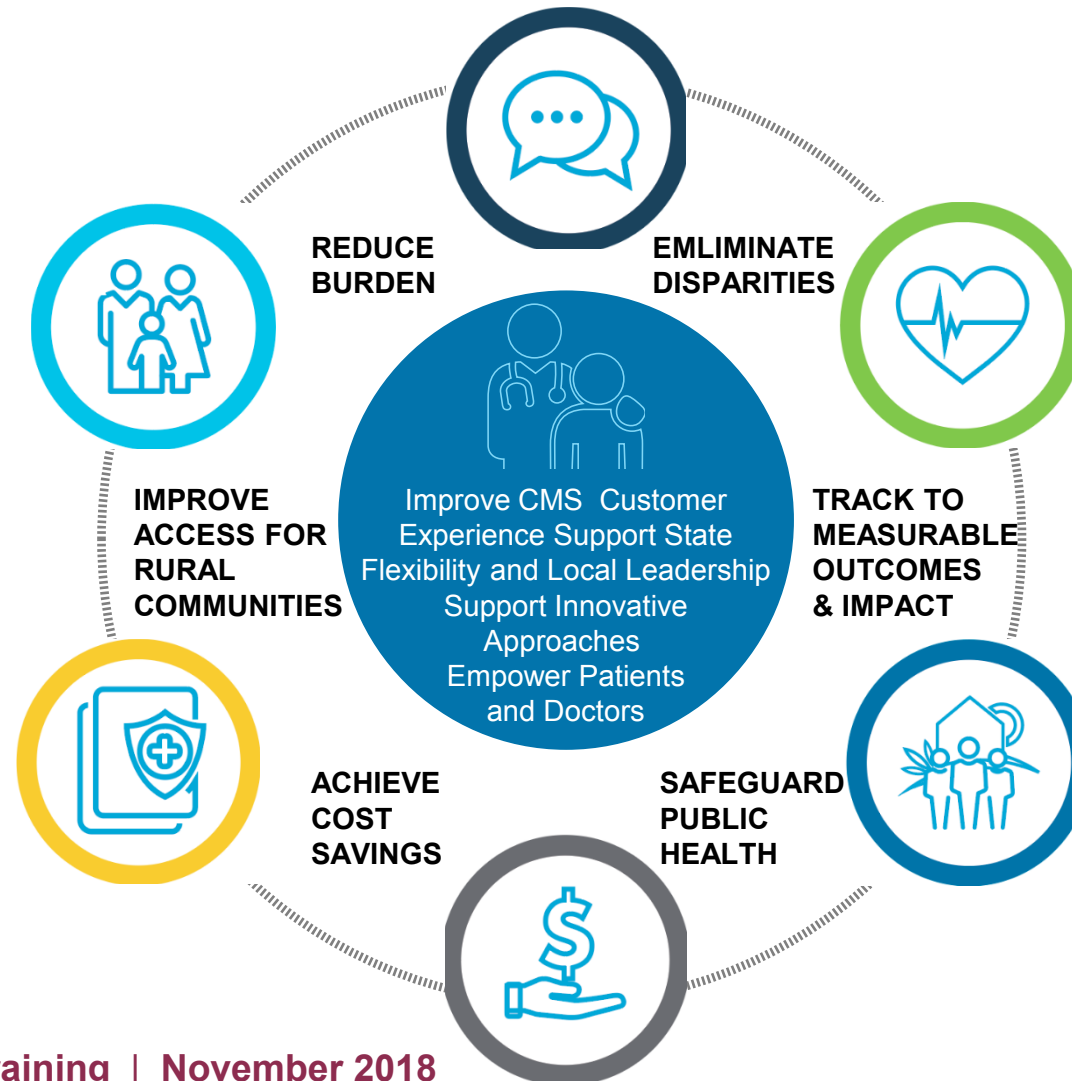 REDUCE
BURDEN
EMLIMINATE
DISPARITIES
IMPROVE
ACCESS FOR
RURAL
COMMUNITIES
Improve CMS Customer
Experience Support State
Flexibility and Local Leadership
Support Innovative
Approaches
Empower Patients
and Doctors
TRACK TO
MEASURABLE
OUTCOMES
& IMPACT
ACHIEVE
COST
SAVINGS
SAFEGUARD
PUBLIC
HEALTH
$
raining | November 2018